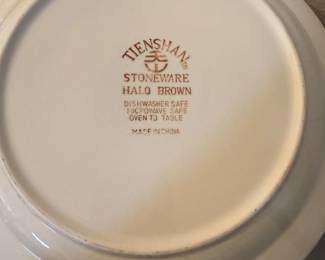 TIENSHAN®
STONEWARE
HALO BROWN
DISHWASHER SAFE
MICROWAVE SAFE
OVEN TO TABLE
MADE IN CHINA